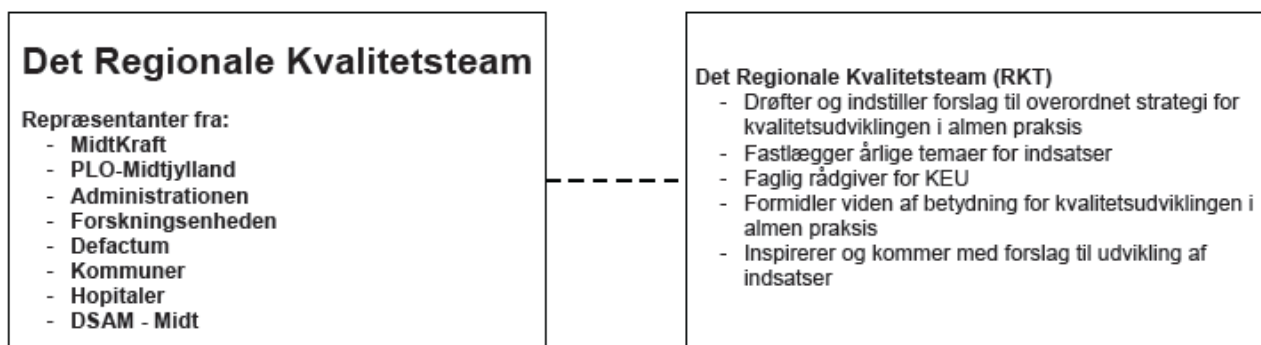 Det Regionale Kvalitetsteam
Repræsentanter fra:
- MidtKraft
- PLO-Midtjylland
- Administrationen
- Forskningsenheden
- Defactum
- Kommuner
- Hopitaler
- DSAM - Midt
Det Regionale Kvalitetsteam (RKT)
- Drøfter og indstiller forslag til overordnet strategi for
kvalitetsudviklingen i almen praksis
- Fastlægger årlige temaer for indsatser
- Faglig rådgiver for KEU
- Formidler viden af betydning for kvalitetsudviklingen i
almen praksis
- Inspirerer og kommer med forslag til udvikling af
indsatser